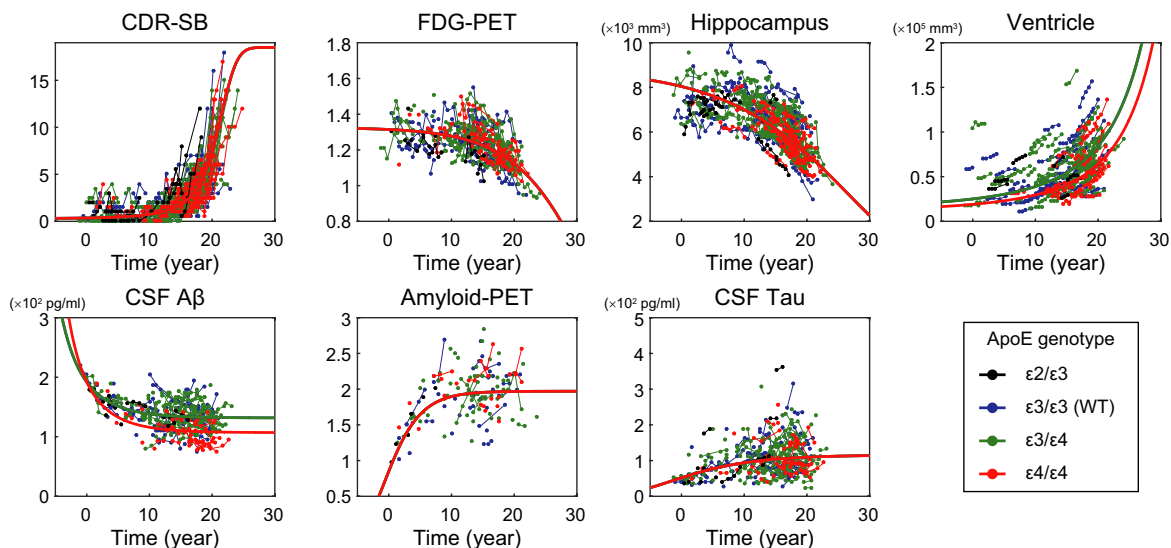 CDR-SB
FDG-PET
Hippocampus
Ventricle
(×10³ mm³)
(×10⁵ mm³)
15
10
5
0
0 10 20 30
Time (year)
1.8
1.6
1.4
1.2
1
0.8
0 10 20 30
Time (year)
10
8
6
4
2
0 10 20 30
Time (year)
2
1.5
1
0.5
0
0 10 20 30
Time (year)
CSF Aβ
Amyloid-PET
CSF Tau
(×10² pg/ml)
(×10² pg/ml)
3
2
1
0
0 10 20 30
Time (year)
3
2.5
2
1.5
1
0.5
0 10 20 30
Time (year)
5
4
3
2
1
0
0 10 20 30
Time (year)
ApoE genotype
ε2/ε3
ε3/ε3 (WT)
ε3/ε4
ε4/ε4